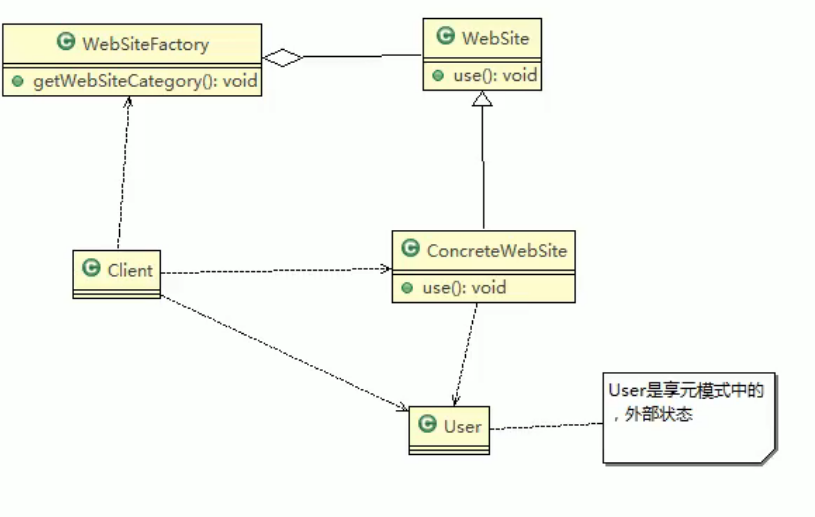 WebSiteFactory
getWebSiteCategory(): void
WebSite
use(): void
Client
ConcreteWebSite
use(): void
User
User是享元模式中的
，外部状态